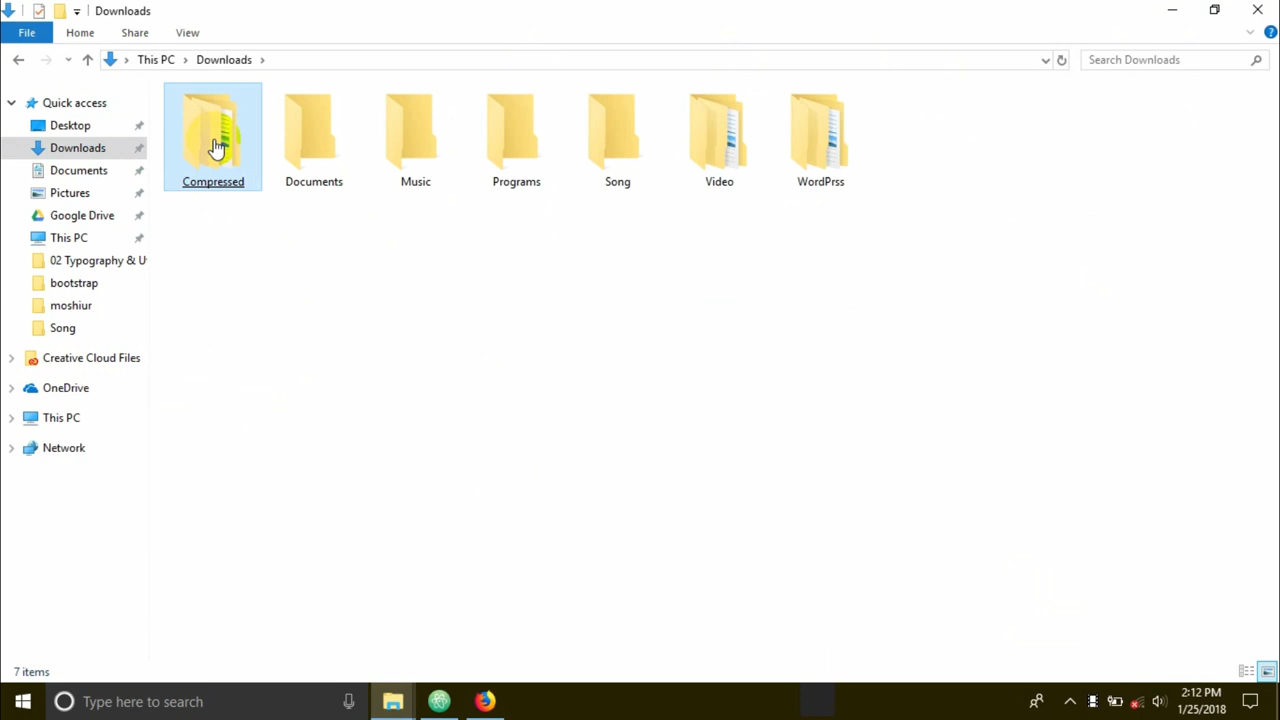 Downloads
File Home Share View
This PC Downloads
Search Downloads
Quick access
Desktop
Downloads
Documents
Pictures
Google Drive
This PC
02 Typography & U
bootstrap
moshiur
Song
Creative Cloud Files
OneDrive
This PC
Network
Compressed Documents Music Programs Song Video WordPrss
7 items
Type here to search
2:12 PM
1/25/2018